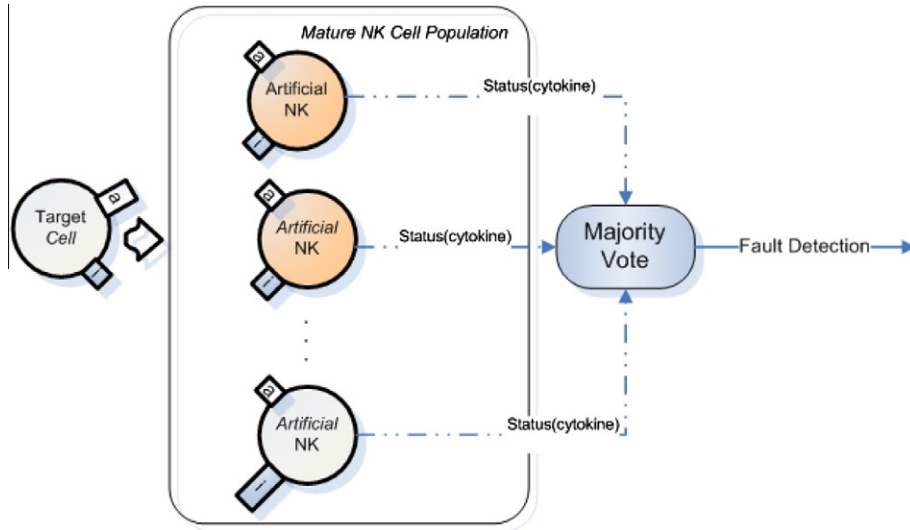 Mature NK Cell Population
a
Artificial
NK
i
Status(cytokine)
Target
Cell
a
i
a
Artificial
NK
i
Status(cytokine)
Majority
Vote
Fault Detection
a
Artificial
NK
i
Status(cytokine)